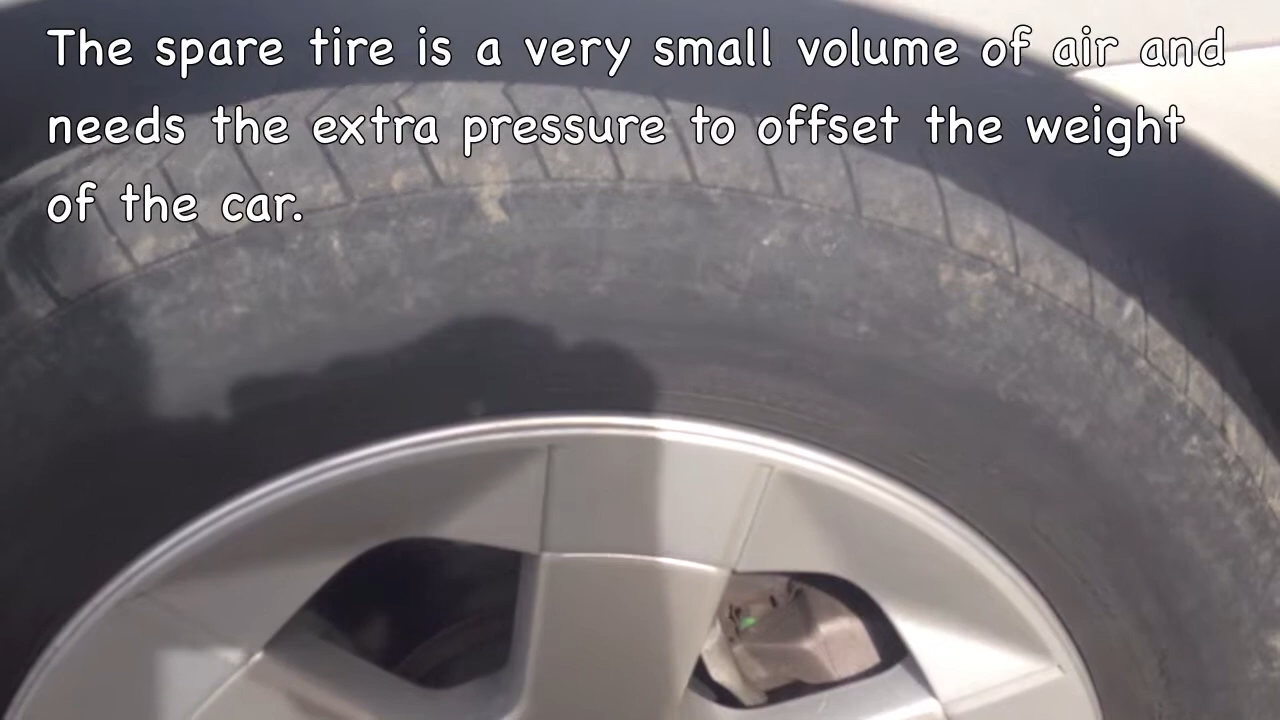 The spare tire is a very small volume of air and
needs the extra pressure to offset the weight
of the car.